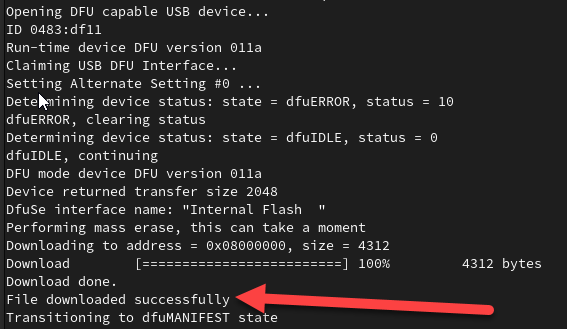 Opening DFU capable USB device...
ID 0483:df11
Run-time device DFU version 011a
Claiming USB DFU Interface...
Setting Alternate Setting #0 ...
Determining device status: state = dfuERROR, status = 10
dfuERROR, clearing status
Determining device status: state = dfuIDLE, status = 0
dfuIDLE, continuing
DFU mode device DFU version 011a
Device returned transfer size 2048
DfuSe interface name: "Internal Flash  "
Performing mass erase, this can take a moment
Downloading to address = 0x08000000, size = 4312
Download        [=========================] 100%         4312 bytes
Download done.
File downloaded successfully
Transitioning to dfuMANIFEST state